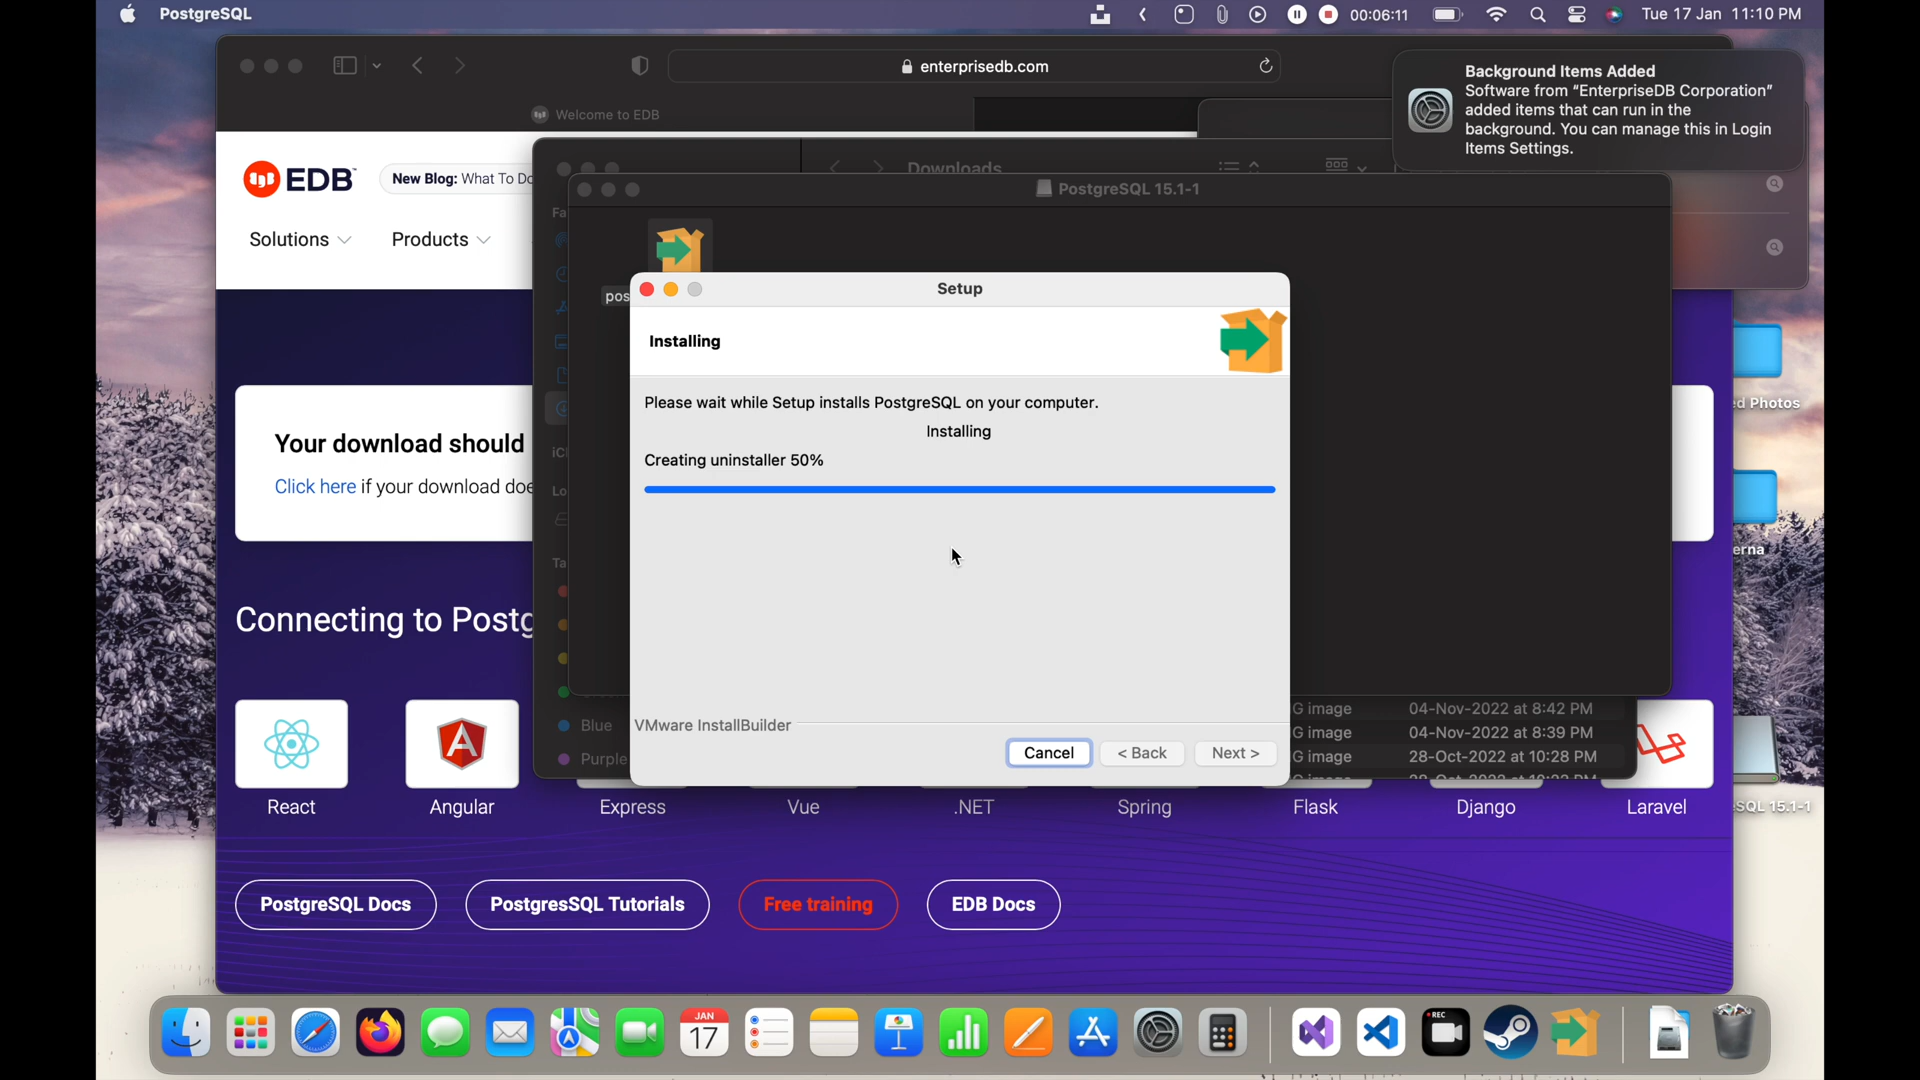 PostgreSQL
00:06:11
Tue 17 Jan 11:10 PM
enterprisedb.com
Welcome to EDB
Background Items Added
Software from “EnterpriseDB Corporation”
added items that can run in the
background. You can manage this in Login
Items Settings.
EDB
New Blog: What To Do
Downloads
PostgreSQL 15.1-1
Solutions
Products
Fa
pos
Setup
Installing
Please wait while Setup installs PostgreSQL on your computer.
Installing
Creating uninstaller 50%
Your download should
Click here if your download doe
iCl
Lo
Ta
d Photos
erna
Connecting to Postg
Blue
Purple
VMware InstallBuilder
Cancel
< Back
Next >
G image 04-Nov-2022 at 8:42 PM
G image 04-Nov-2022 at 8:39 PM
G image 28-Oct-2022 at 10:28 PM
React
Angular
Express
Vue
.NET
Spring
Flask
Django
Laravel
SQL 15.1-1
PostgreSQL Docs
PostgresSQL Tutorials
Free training
EDB Docs
JAN
17
REC